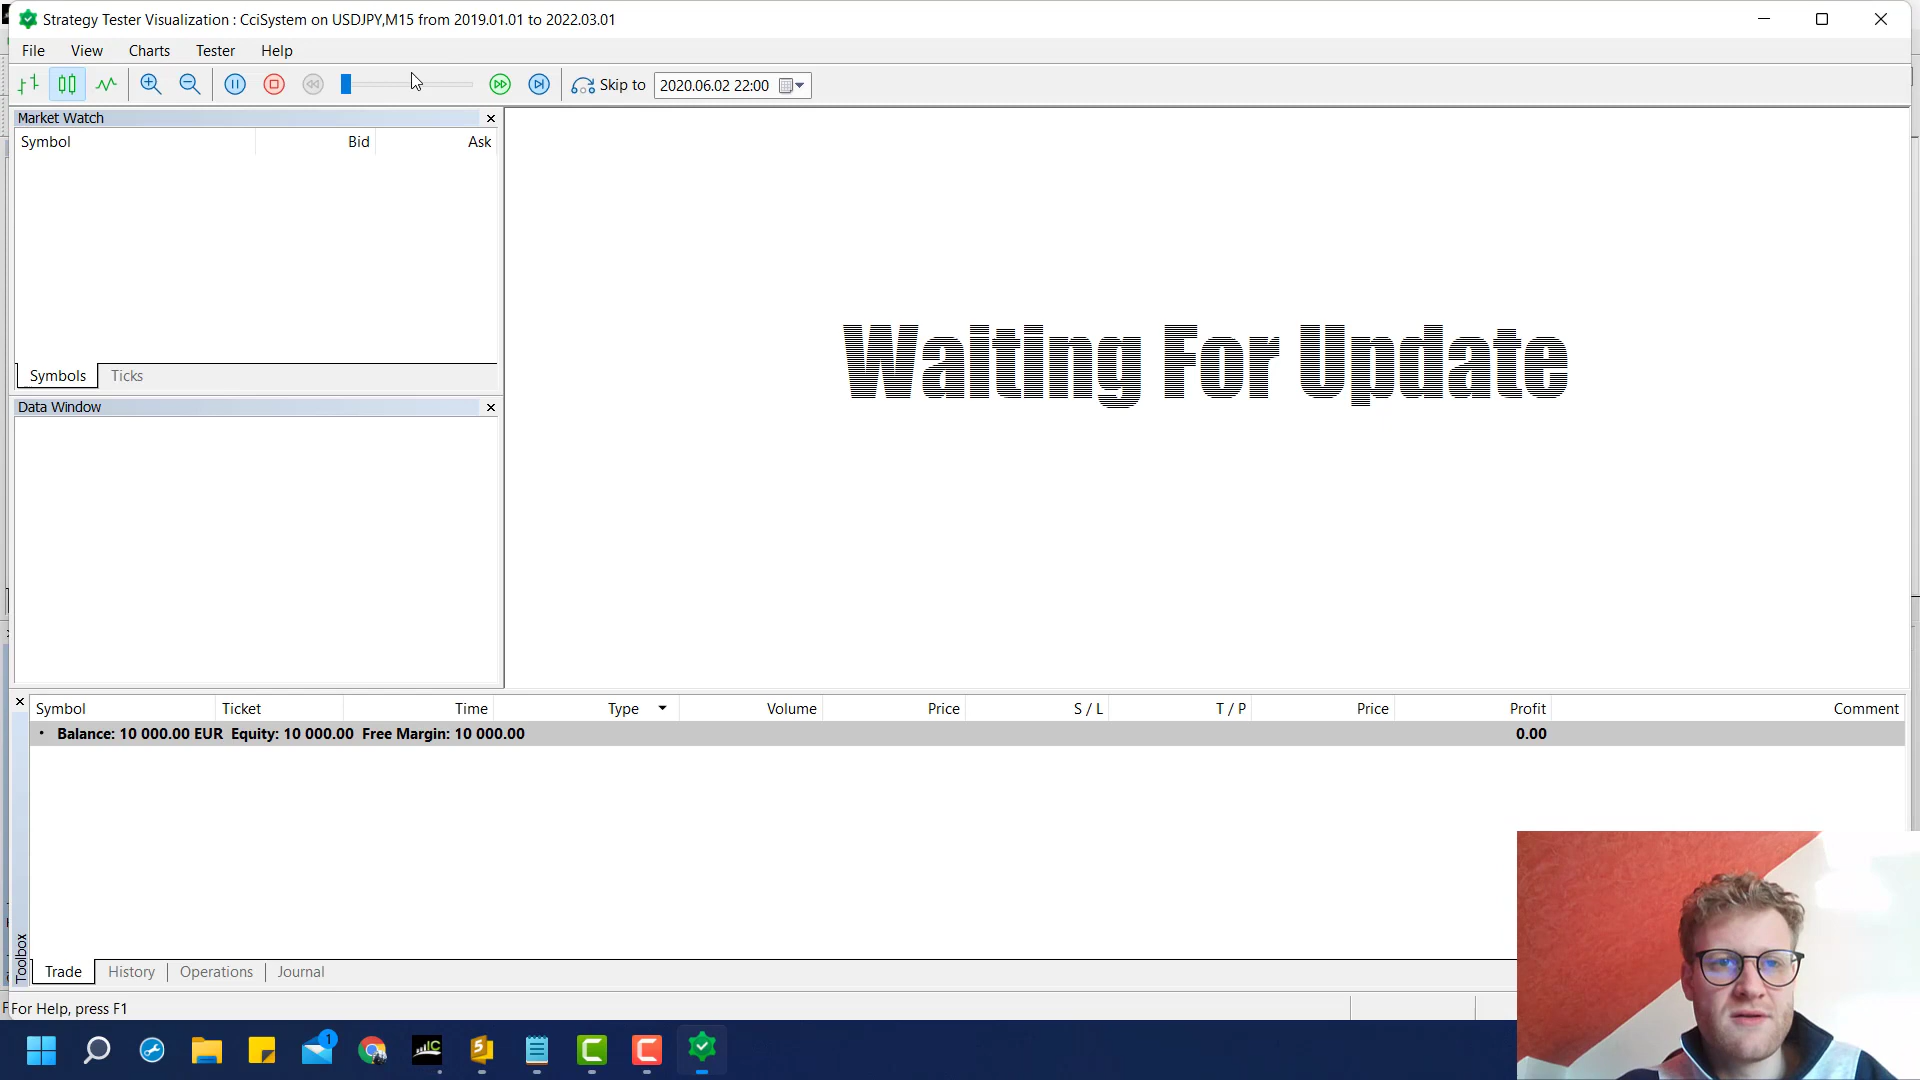 Strategy Tester Visualization : CciSystem on USDJPY,M15 from 2019.01.01 to 2022.03.01
File View Charts Tester Help
Skip to 2020.06.02 22:00
Market Watch
Symbol Bid Ask
Symbols Ticks
Data Window
Waiting For Update
Symbol Ticket Time Type Volume Price S / L T / P Price Profit Comment
Balance: 10 000.00 EUR Equity: 10 000.00 Free Margin: 10 000.00 0.00
Toolbox
Trade History Operations Journal
For Help, press F1
1
IC
5
C
C